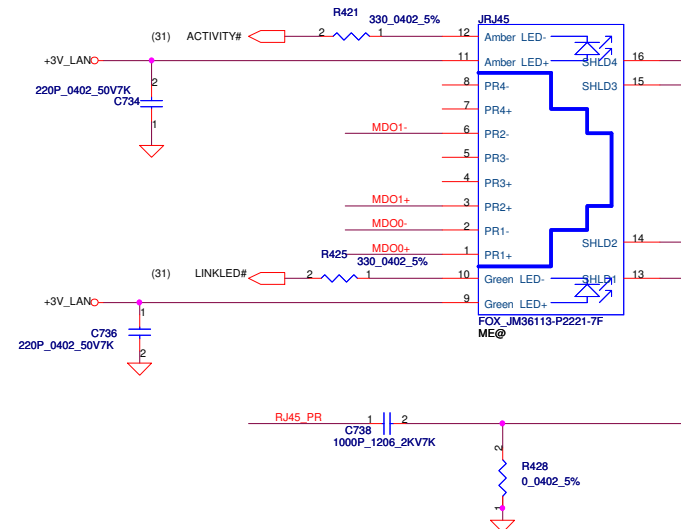 R421
330_0402_5%
JRJ45
(31) ACTIVITY#
2 1
12 Amber LED-
+3V_LAN
11 Amber LED+
SHLD4 16
2
220P_0402_50V7K
C734
1
8 PR4-
SHLD3 15
7 PR4+
MDO1- 6 PR2-
5 PR3-
4 PR3+
MDO1+ 3 PR2+
MDO0- 2 PR1-
SHLD2 14
MDO0+ 1 PR1+
R425
330_0402_5%
(31) LINKLED#
2 1
10 Green LED-
SHLD1 13
+3V_LAN
9 Green LED+
1
C736
220P_0402_50V7K
2
FOX_JM36113-P2221-7F
ME@
RJ45_PR
1 2
C738
1000P_1206_2KV7K
2
R428
0_0402_5%
1